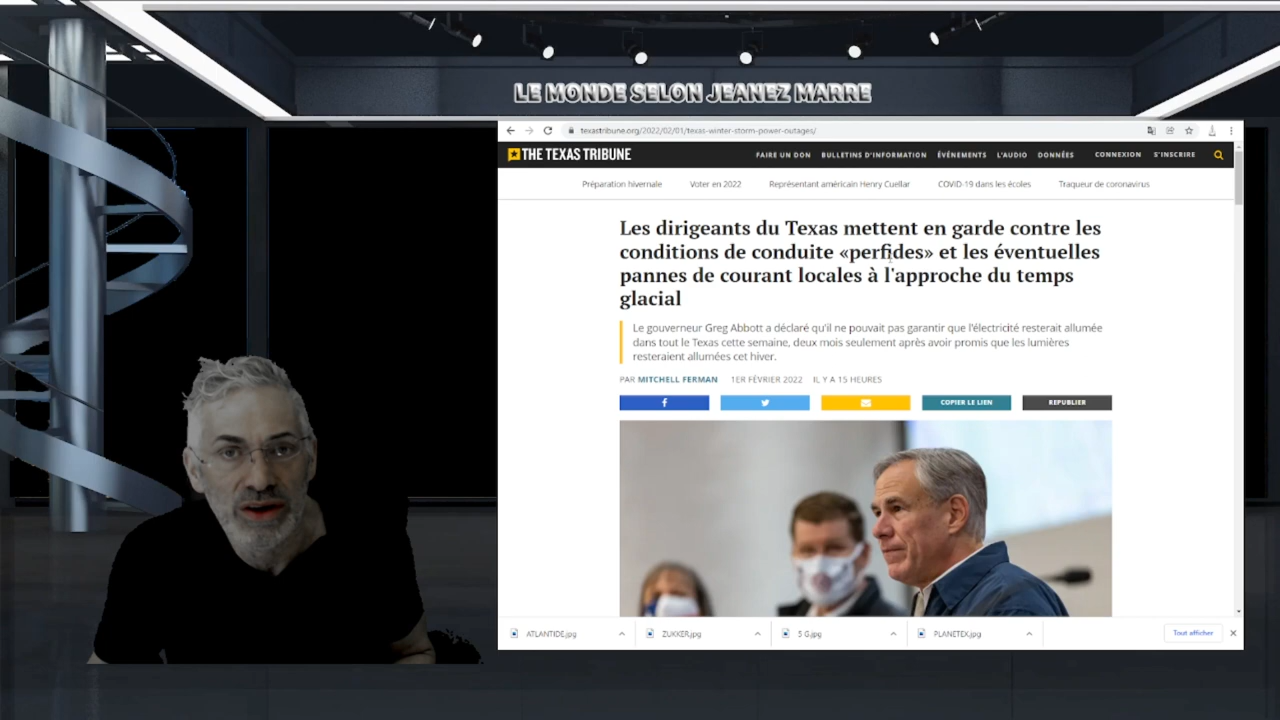 LE MONDE SELON JEANEZ MARRE
texastribune.org/2022/02/01/texas-winter-storm-power-outages/
THE TEXAS TRIBUNE
FAIRE UN DON BULLETINS D'INFORMATION ÉVÉNEMENTS L'AUDIO DONNÉES CONNEXION S'INSCRIRE
Préparation hivernale Voter en 2022 Représentant américain Henry Cuellar COVID-19 dans les écoles Traqueur de coronavirus
Les dirigeants du Texas mettent en garde contre les
conditions de conduite «perfides» et les éventuelles
pannes de courant locales à l'approche du temps
glacial
Le gouverneur Greg Abbott a déclaré qu'il ne pouvait pas garantir que l'électricité resterait allumée
dans tout le Texas cette semaine, deux mois seulement après avoir promis que les lumières
resteraient allumées cet hiver.
PAR MITCHELL FERMAN 1ER FÉVRIER 2022 IL Y A 15 HEURES
COPIER LE LIEN REPUBLIER
ATLANTIDE.jpg ZUKKER.jpg 5 G.jpg PLANETEX.jpg Tout afficher